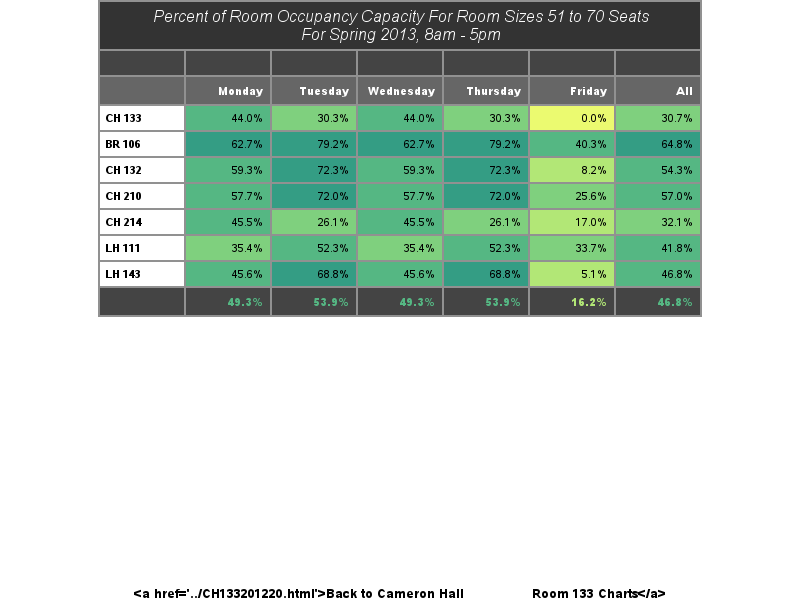 Percent of Room Occupancy Capacity For Room Sizes 51 to 70 Seats
For Spring 2013, 8am - 5pm
Monday Tuesday Wednesday Thursday Friday All
CH 133 44.0% 30.3% 44.0% 30.3% 0.0% 30.7%
BR 106 62.7% 79.2% 62.7% 79.2% 40.3% 64.8%
CH 132 59.3% 72.3% 59.3% 72.3% 8.2% 54.3%
CH 210 57.7% 72.0% 57.7% 72.0% 25.6% 57.0%
CH 214 45.5% 26.1% 45.5% 26.1% 17.0% 32.1%
LH 111 35.4% 52.3% 35.4% 52.3% 33.7% 41.8%
LH 143 45.6% 68.8% 45.6% 68.8% 5.1% 46.8%
49.3% 53.9% 49.3% 53.9% 16.2% 46.8%
<a href='../CH133201220.html'>Back to Cameron Hall Room 133 Charts</a>